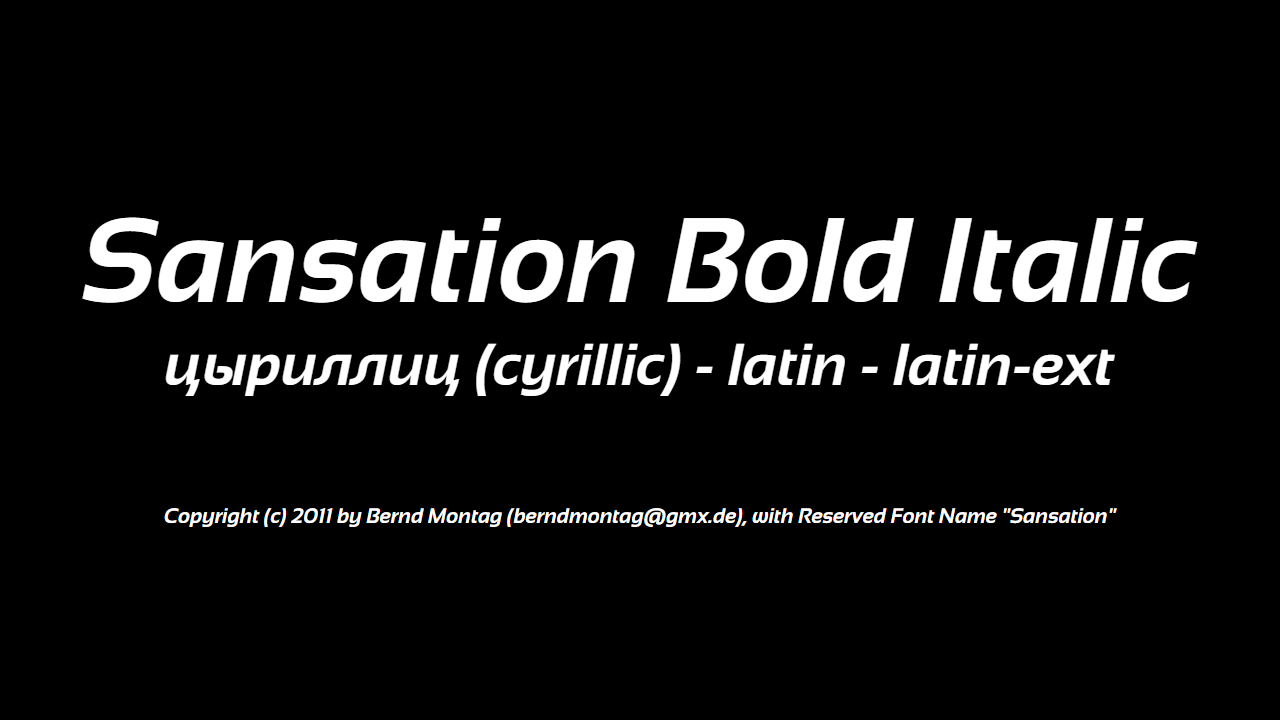 Sansation Bold Italic
цыриллиц (cyrillic) - latin - latin-ext
Copyright (c) 2011 by Bernd Montag (berndmontag@gmx.de), with Reserved Font Name "Sansation"